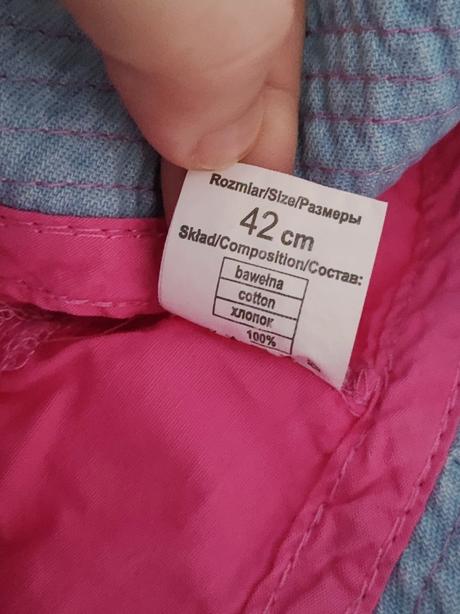 Rozmiar/Size/Размеры
42 cm
Skład/Composition/Состав:
bawełna
cotton
хлопок
100%